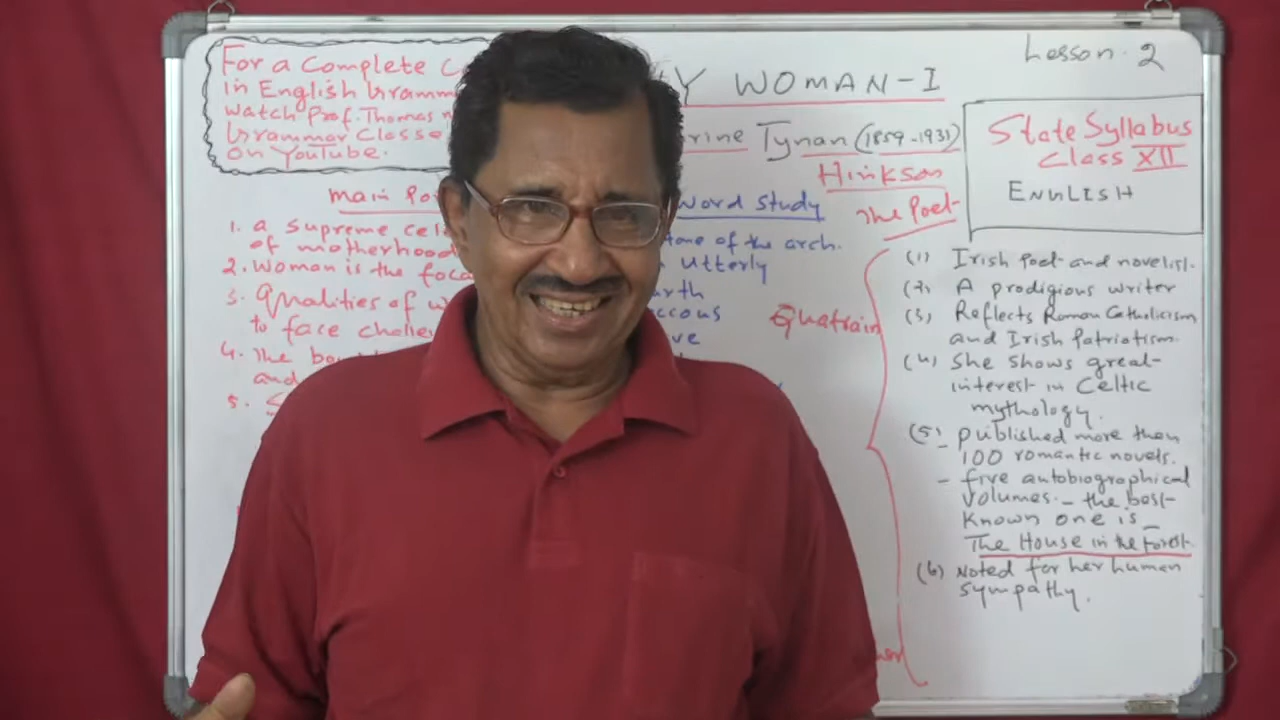 For a Complete C
in English Gramm
watch Prof. Thomas
Grammar Classe
on YouTube.
Y WOMAN-I
Lesson-2
rine Tynan (1859-1931)
Hinkson
The Poet
State Syllabus
Class XII
ENGLISH
main Po
1. a supreme cel
of motherhood
2. Woman is the foca
3. Qualities of w
to face challe
4. The
and
5.
Word Study
tone of the arch.
Utterly
arth
ccous
ve
Quatrain
(1) Irish Poet and novelist.
(2) A prodigious writer
(3) Reflects Roman Catholicism
and Irish Patriotism.
(4) She shows great
interest in Celtic
mythology.
(5) published more than
100 romantic novels.
- five autobiographical
volumes - the best
known one is -
The House in the Forest.
(6) Noted for her human
sympathy.